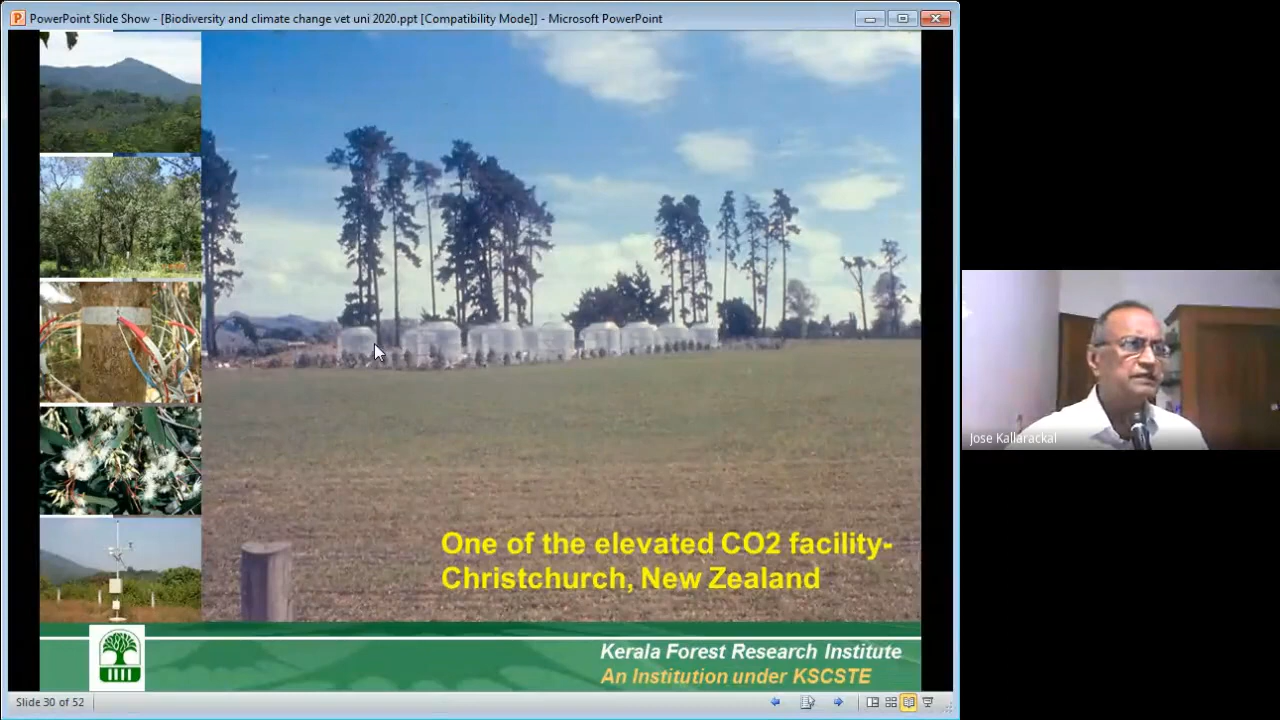 PowerPoint Slide Show - [Biodiversity and climate change vet uni 2020.ppt [Compatibility Mode]] - Microsoft PowerPoint
One of the elevated CO2 facility-
Christchurch, New Zealand
Jose Kallarackal
Kerala Forest Research Institute
An Institution under KSCSTE
Slide 30 of 52